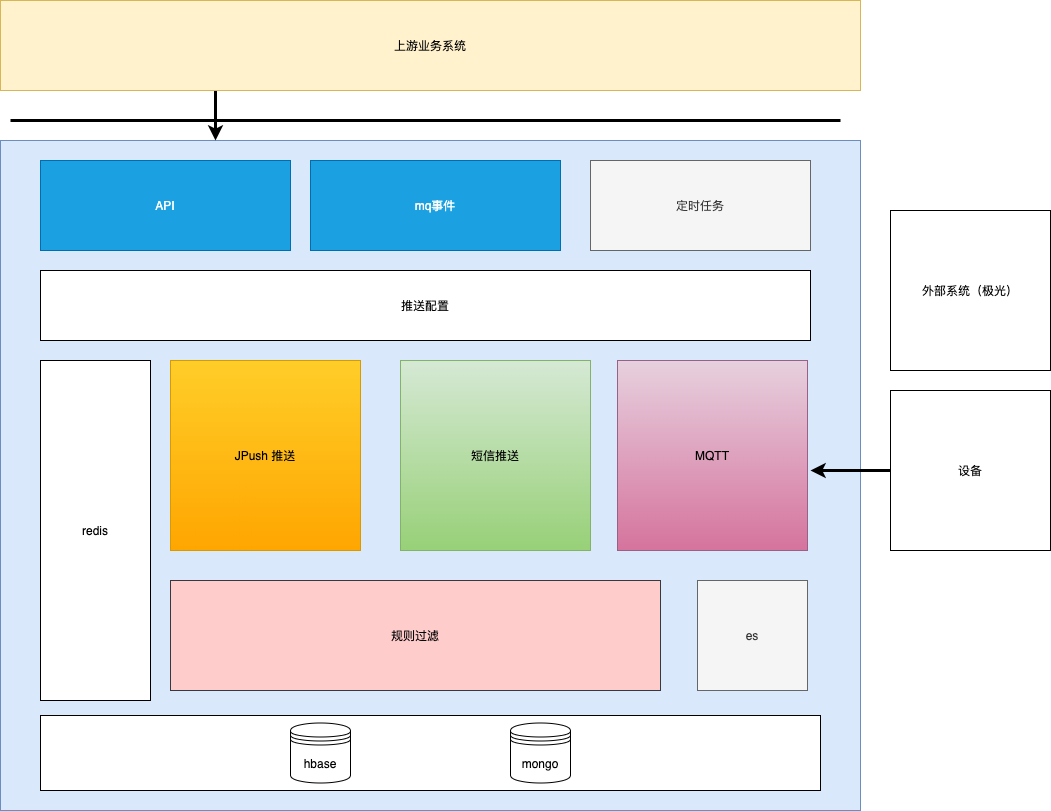 上游业务系统
API
mq事件
定时任务
推送配置
外部系统（极光）
redis
JPush 推送
短信推送
MQTT
设备
规则过滤
es
hbase
mongo